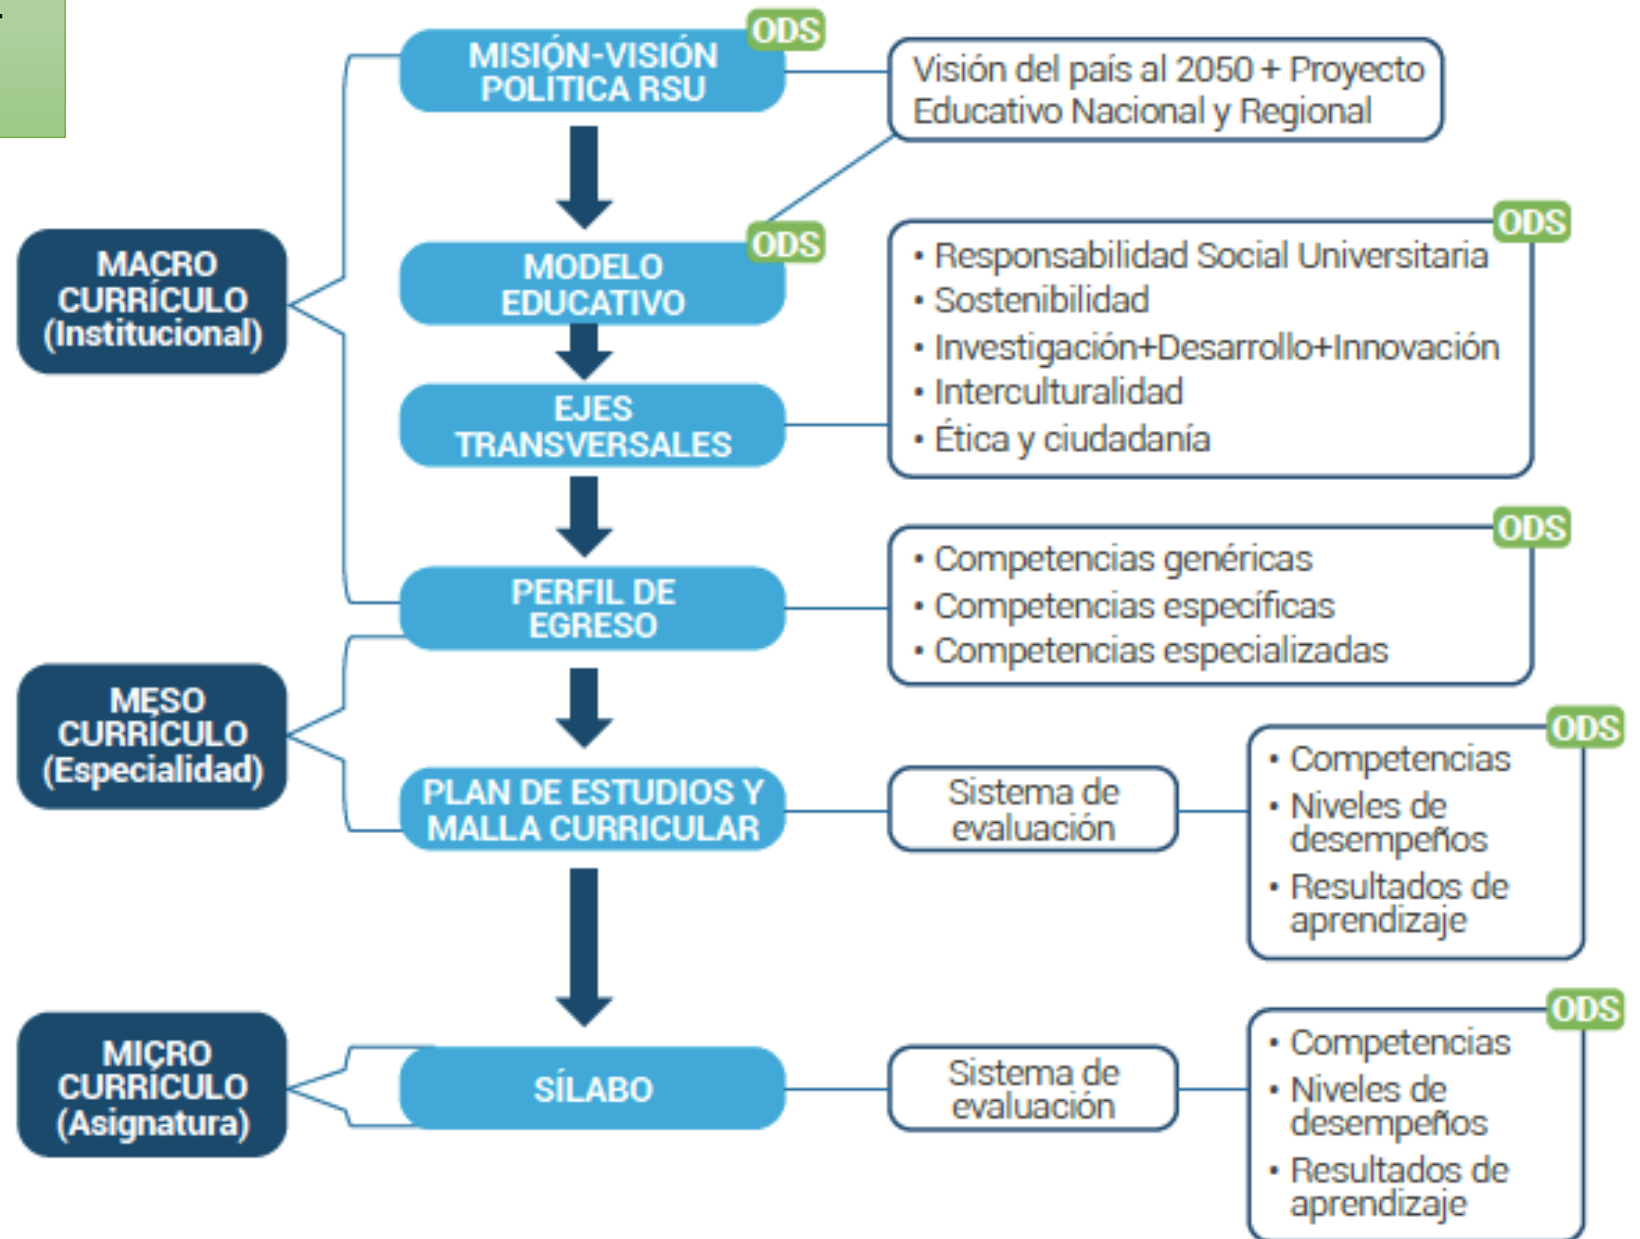 ODS
MISIÓN-VISIÓN
POLÍTICA RSU
Visión del país al 2050 + Proyecto
Educativo Nacional y Regional
MACRO
CURRÍCULO
(Institucional)
ODS
MODELO
EDUCATIVO
ODS
• Responsabilidad Social Universitaria
• Sostenibilidad
• Investigación+Desarrollo+Innovación
• Interculturalidad
• Ética y ciudadanía
EJES
TRANSVERSALES
ODS
PERFIL DE
EGRESO
• Competencias genéricas
• Competencias específicas
• Competencias especializadas
MESO
CURRÍCULO
(Especialidad)
PLAN DE ESTUDIOS Y
MALLA CURRICULAR
Sistema de
evaluación
ODS
• Competencias
• Niveles de
desempeños
• Resultados de
aprendizaje
MICRO
CURRÍCULO
(Asignatura)
SÍLABO
Sistema de
evaluación
ODS
• Competencias
• Niveles de
desempeños
• Resultados de
aprendizaje